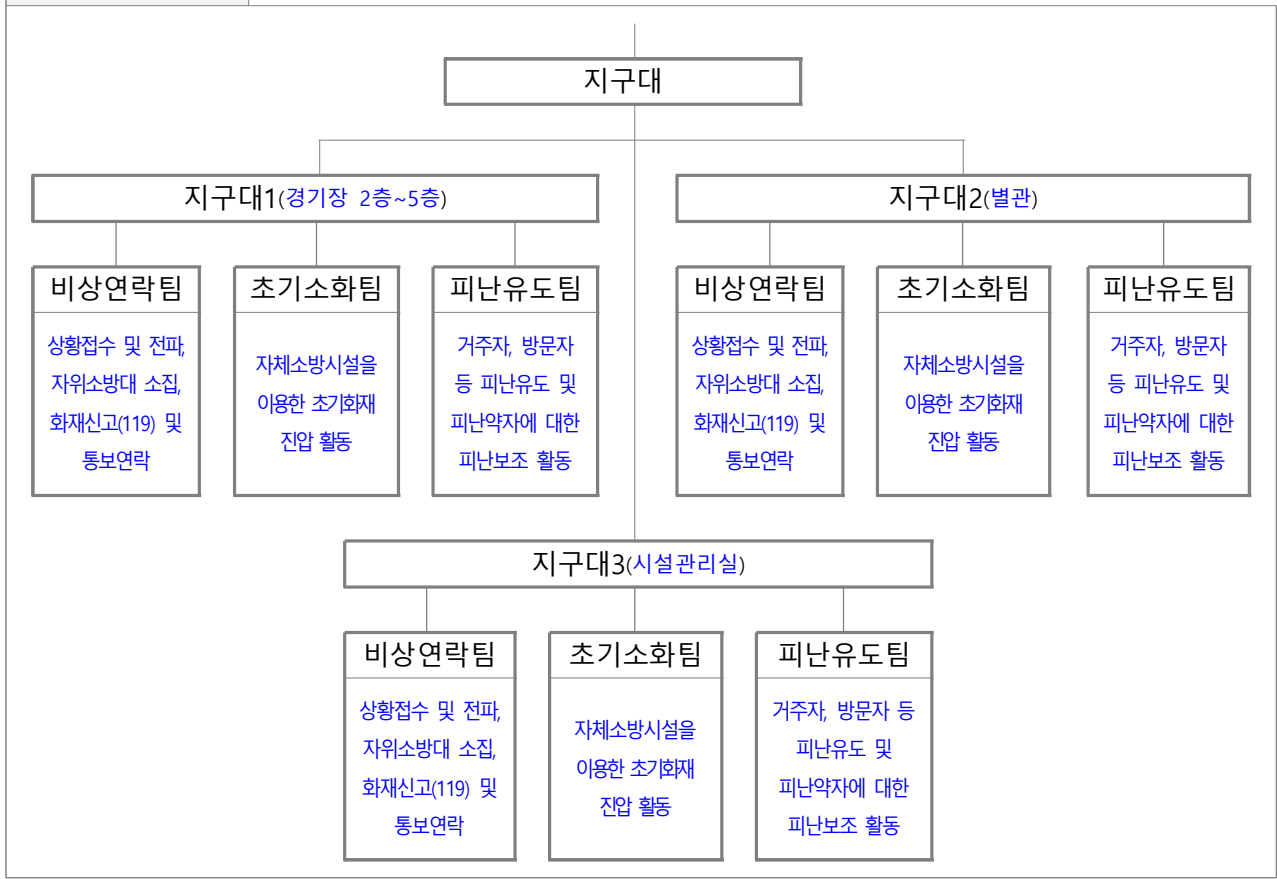 지구대
지구대1(경기장 2층~5층)
비상연락팀
상황접수 및 전파,
자위소방대 소집,
화재신고(119) 및
통보연락
초기소화팀
자체소방시설을
이용한 초기화재
진압 활동
피난유도팀
거주자, 방문자
등 피난유도 및
피난약자에 대한
피난보조 활동
지구대2(별관)
비상연락팀
상황접수 및 전파,
자위소방대 소집,
화재신고(119) 및
통보연락
초기소화팀
자체소방시설을
이용한 초기화재
진압 활동
피난유도팀
거주자, 방문자
등 피난유도 및
피난약자에 대한
피난보조 활동
지구대3(시설관리실)
비상연락팀
상황접수 및 전파,
자위소방대 소집,
화재신고(119) 및
통보연락
초기소화팀
자체소방시설을
이용한 초기화재
진압 활동
피난유도팀
거주자, 방문자 등
피난유도 및
피난약자에 대한
피난보조 활동